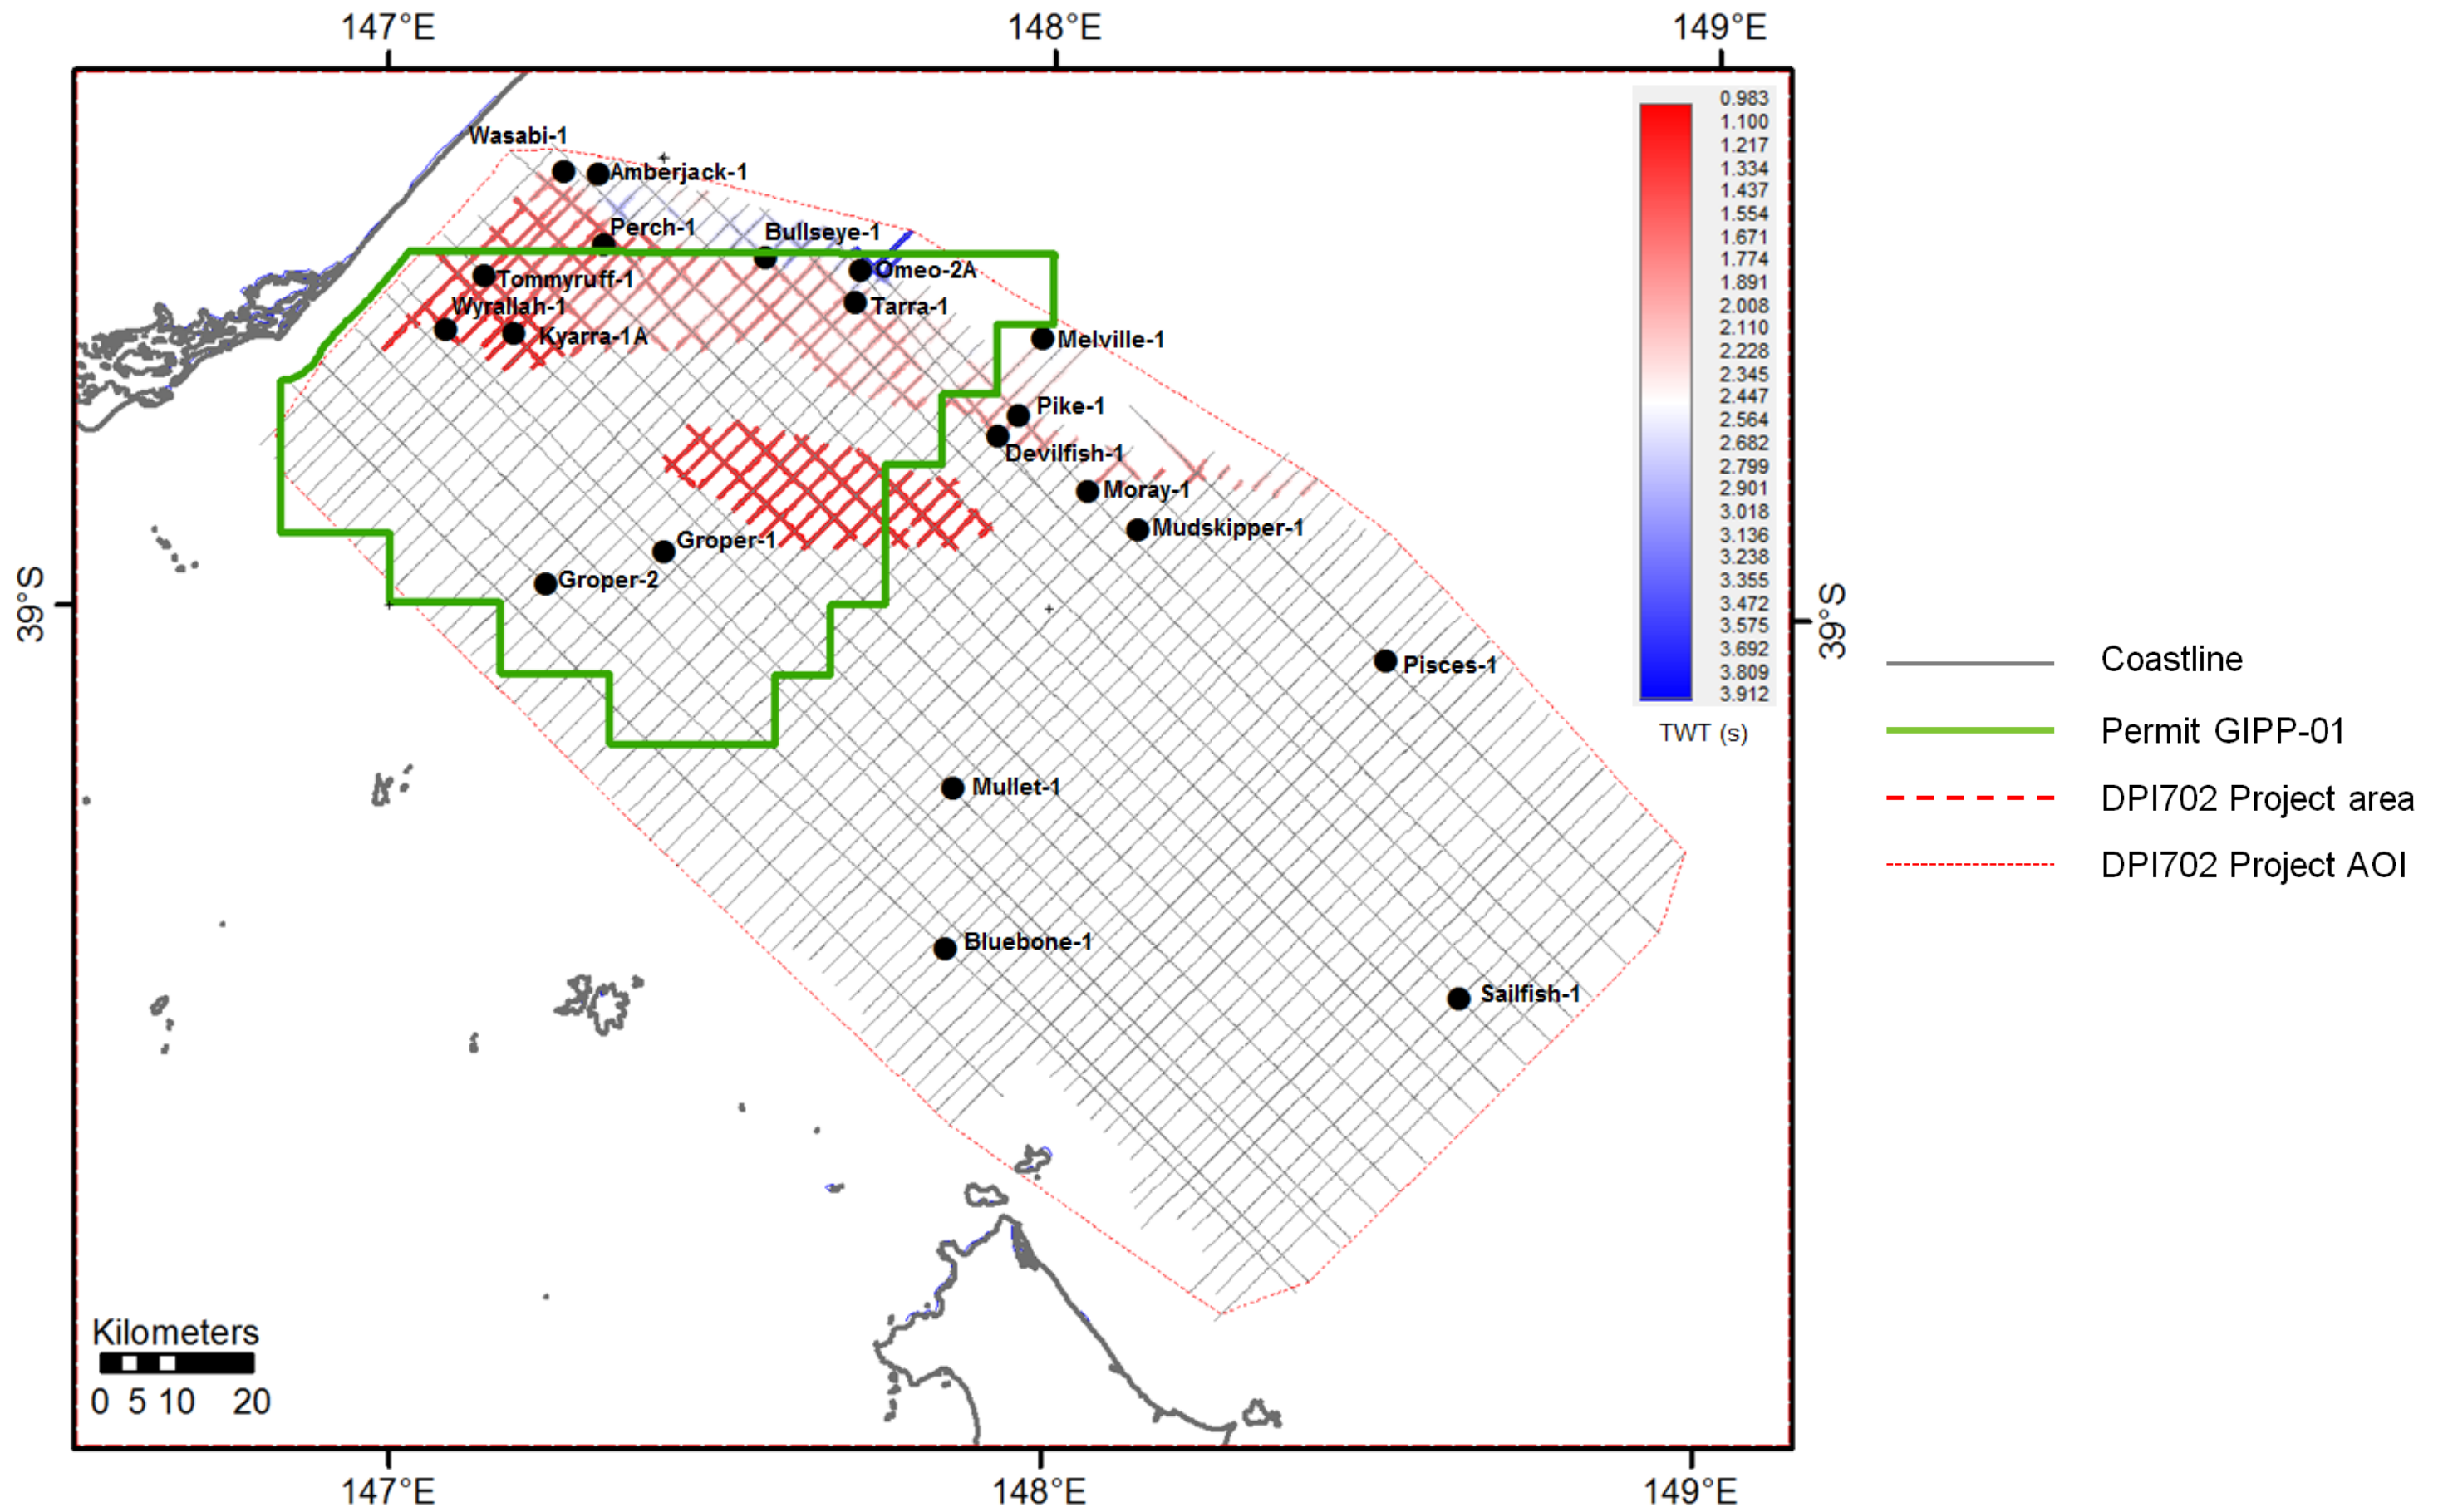 147°E
148°E
149°E
0.983
1.100
1.217
1.334
1.437
1.554
1.671
1.774
1.891
2.008
2.110
2.228
2.345
2.447
2.564
2.682
2.799
2.901
3.018
3.136
3.238
3.355
3.472
3.575
3.692
3.809
3.912
TWT (s)
Wasabi-1
Amberjack-1
Perch-1
Bullseye-1
Omeo-2A
Tommyruff-1
Tarra-1
Wyrallah-1
Kyarra-1A
Melville-1
Pike-1
Devilfish-1
Moray-1
Mudskipper-1
Groper-1
Groper-2
39°S
39°S
Pisces-1
Mullet-1
Bluebone-1
Sailfish-1
Coastline
Permit GIPP-01
DPI702 Project area
DPI702 Project AOI
Kilometers
0 5 10 20
147°E
148°E
149°E